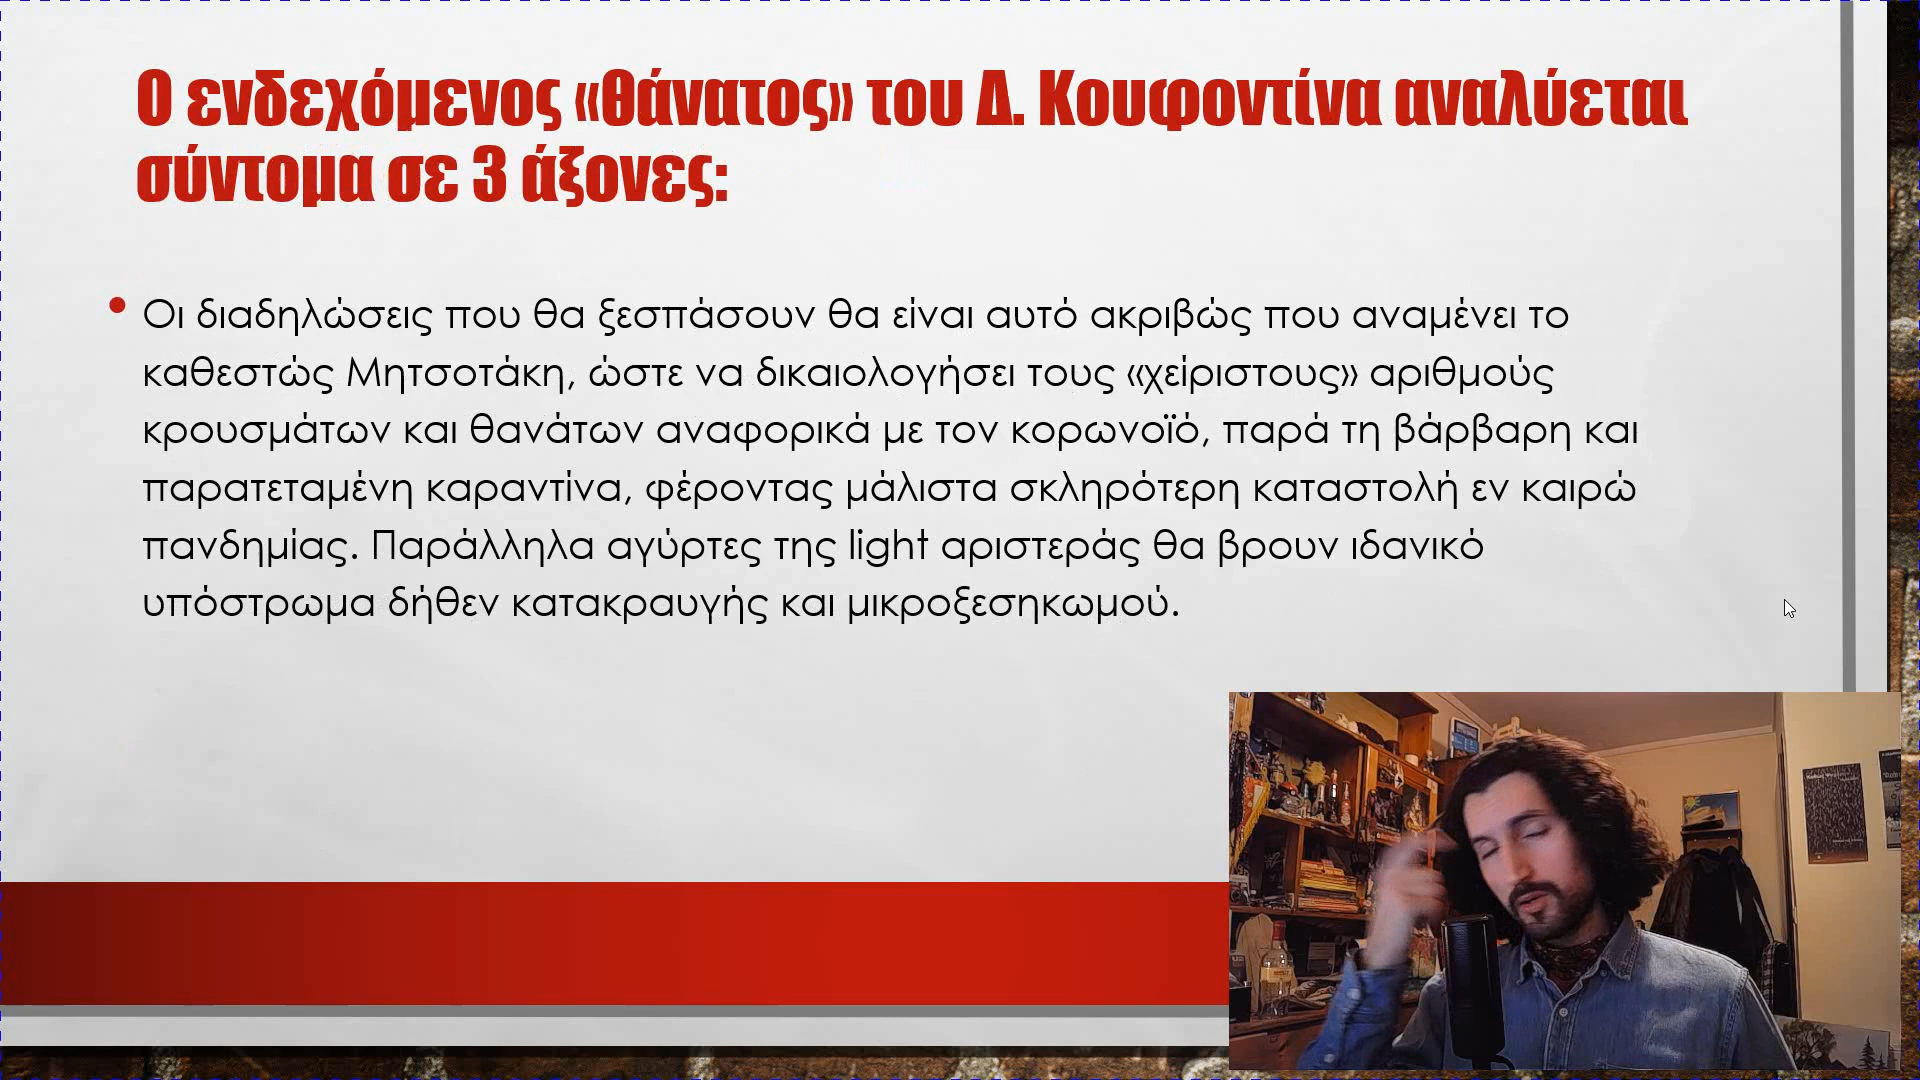 Ο ενδεχόμενος «θάνατος» του Δ. Κουφοντίνα αναλύεται
σύντομα σε 3 άξονες:
• Οι διαδηλώσεις που θα ξεσπάσουν θα είναι αυτό ακριβώς που αναμένει το
καθεστώς Μητσοτάκη, ώστε να δικαιολογήσει τους «χείριστους» αριθμούς
κρουσμάτων και θανάτων αναφορικά με τον κορωνοϊό, παρά τη βάρβαρη και
παρατεταμένη καραντίνα, φέροντας μάλιστα σκληρότερη καταστολή εν καιρώ
πανδημίας. Παράλληλα αγύρτες της light αριστεράς θα βρουν ιδανικό
υπόστρωμα δήθεν κατακραυγής και μικροξεσηκωμού.